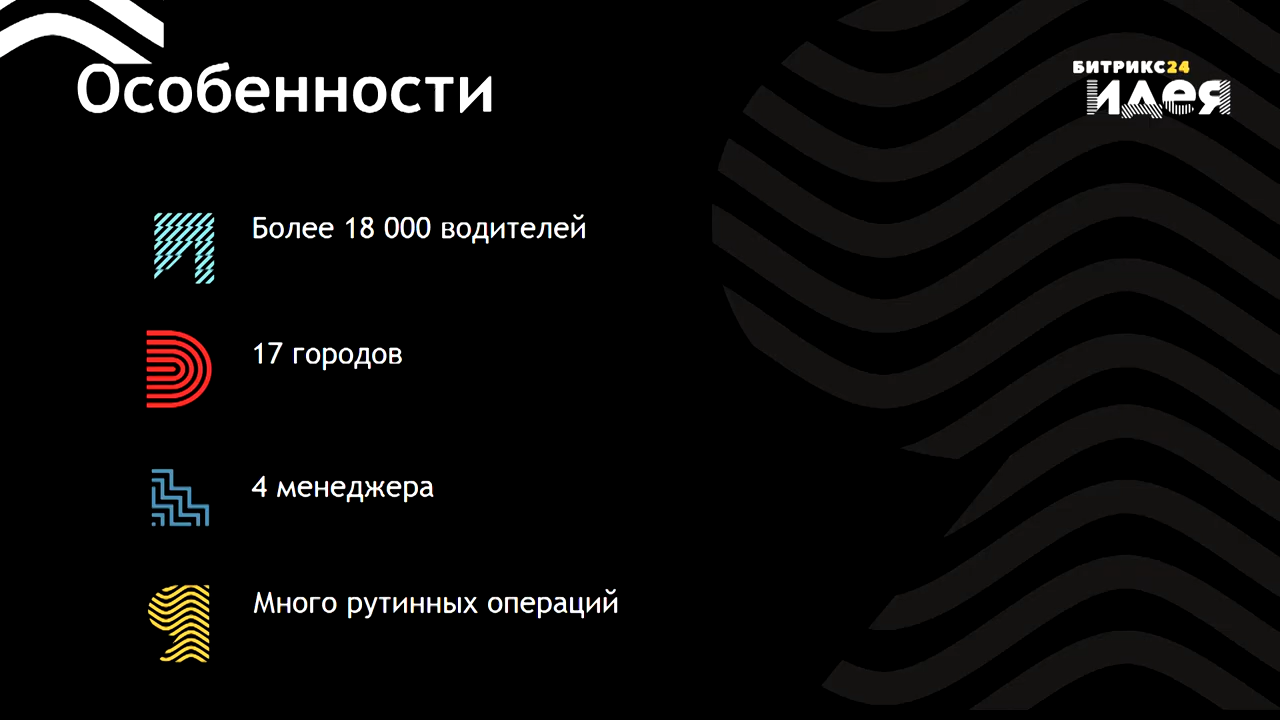 Особенности
БИТРИКС24
идея
Более 18 000 водителей
17 городов
4 менеджера
Много рутинных операций